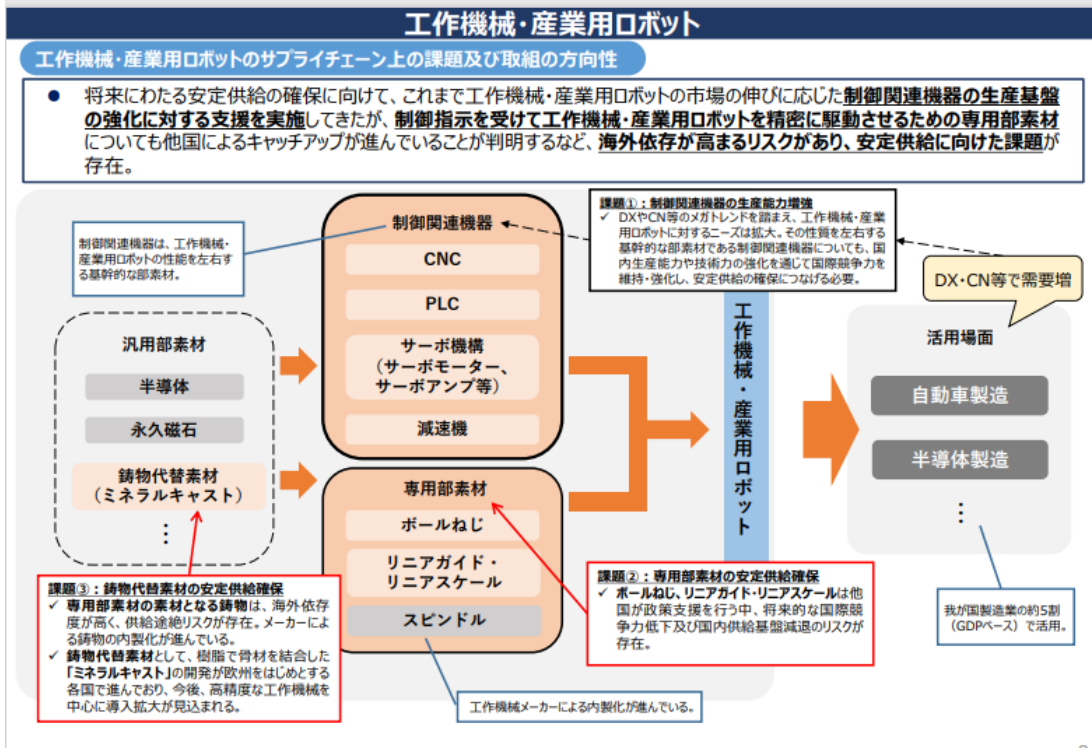 工作機械・産業用ロボット
工作機械・産業用ロボットのサプライチェーン上の課題及び取組の方向性
● 将来にわたる安定供給の確保に向けて、これまで工作機械・産業用ロボットの市場の伸びに応じた制御関連機器の生産基盤
の強化に対する支援を実施してきたが、制御指示を受けて工作機械・産業用ロボットを精密に駆動させるための専用部素材
についても他国によるキャッチアップが進んでいることが判明するなど、海外依存が高まるリスクがあり、安定供給に向けた課題が
存在。
制御関連機器は、工作機械・
産業用ロボットの性能を左右す
る基幹的な部素材。
汎用部素材
半導体
永久磁石
鋳物代替素材
（ミネラルキャスト）
⋮
制御関連機器
CNC
PLC
サーボ機構
（サーボモーター、
サーボアンプ等）
減速機
専用部素材
ボールねじ
リニアガイド・
リニアスケール
スピンドル
課題①：制御関連機器の生産能力増強
✓ DXやCN等のメガトレンドを踏まえ、工作機械・産業
用ロボットに対するニーズは拡大。その性質を左右する
基幹的な部素材である制御関連機器についても、国
内生産能力や技術力の強化を通じて国際競争力を
維持・強化し、安定供給の確保につなげる必要。
工作機械・産業用ロボット
DX・CN等で需要増
活用場面
自動車製造
半導体製造
⋮
課題③：鋳物代替素材の安定供給確保
✓ 専用部素材の素材となる鋳物は、海外依存
度が高く、供給途絶リスクが存在。メーカーによ
る鋳物の内製化が進んでいる。
✓ 鋳物代替素材として、樹脂で骨材を結合した
「ミネラルキャスト」の開発が欧州をはじめとする
各国で進んでおり、今後、高精度な工作機械を
中心に導入拡大が見込まれる。
課題②：専用部素材の安定供給確保
✓ ボールねじ、リニアガイド・リニアスケールは他
国が政策支援を行う中、将来的な国際競
争力低下及び国内供給基盤減退のリスクが
存在。
工作機械メーカーによる内製化が進んでいる。
我が国製造業の約5割
（GDPベース）で活用。